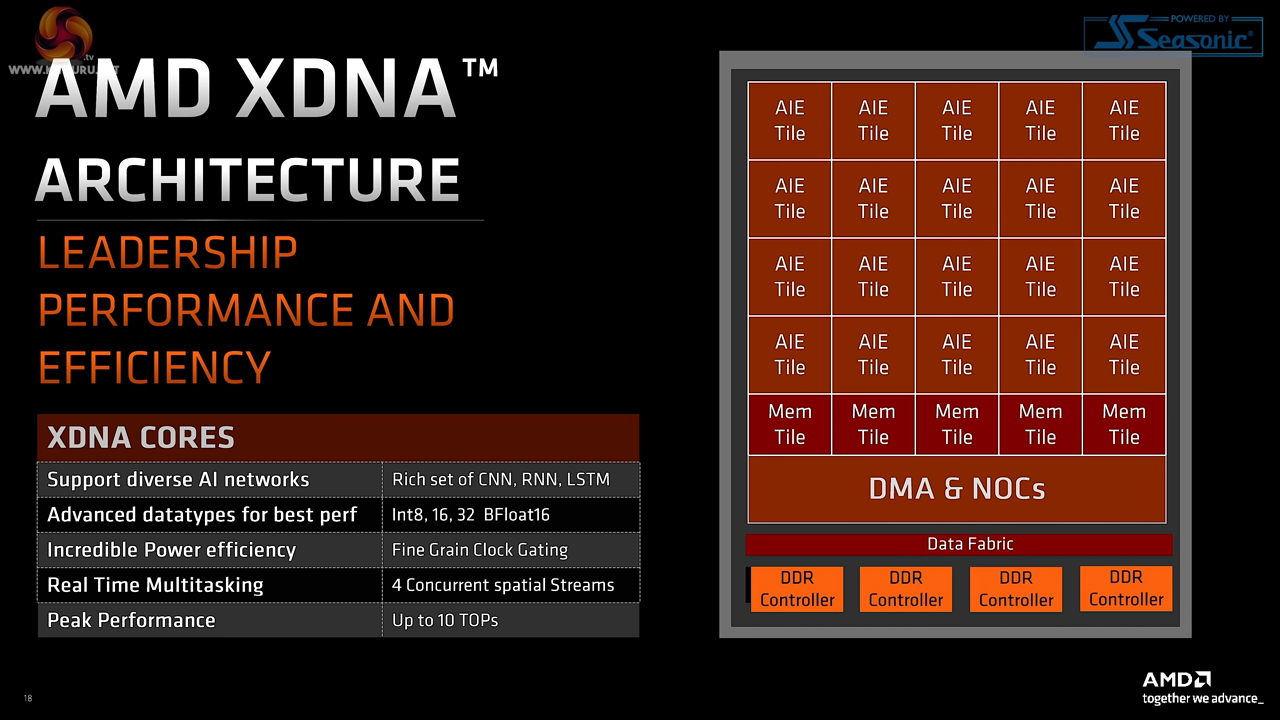 .tv
POWERED BY
Seasonic
AMD XDNA™
ARCHITECTURE
LEADERSHIP
PERFORMANCE AND
EFFICIENCY
XDNA CORES
Support diverse AI networks Rich set of CNN, RNN, LSTM
Advanced datatypes for best perf Int8, 16, 32 BFloat16
Incredible Power efficiency Fine Grain Clock Gating
Real Time Multitasking 4 Concurrent spatial Streams
Peak Performance Up to 10 TOPs
AIE AIE AIE AIE AIE
Tile Tile Tile Tile Tile
AIE AIE AIE AIE AIE
Tile Tile Tile Tile Tile
AIE AIE AIE AIE AIE
Tile Tile Tile Tile Tile
AIE AIE AIE AIE AIE
Tile Tile Tile Tile Tile
Mem Mem Mem Mem Mem
Tile Tile Tile Tile Tile
DMA & NOCs
Data Fabric
DDR DDR DDR DDR
Controller Controller Controller Controller
18
AMD
together we advance_